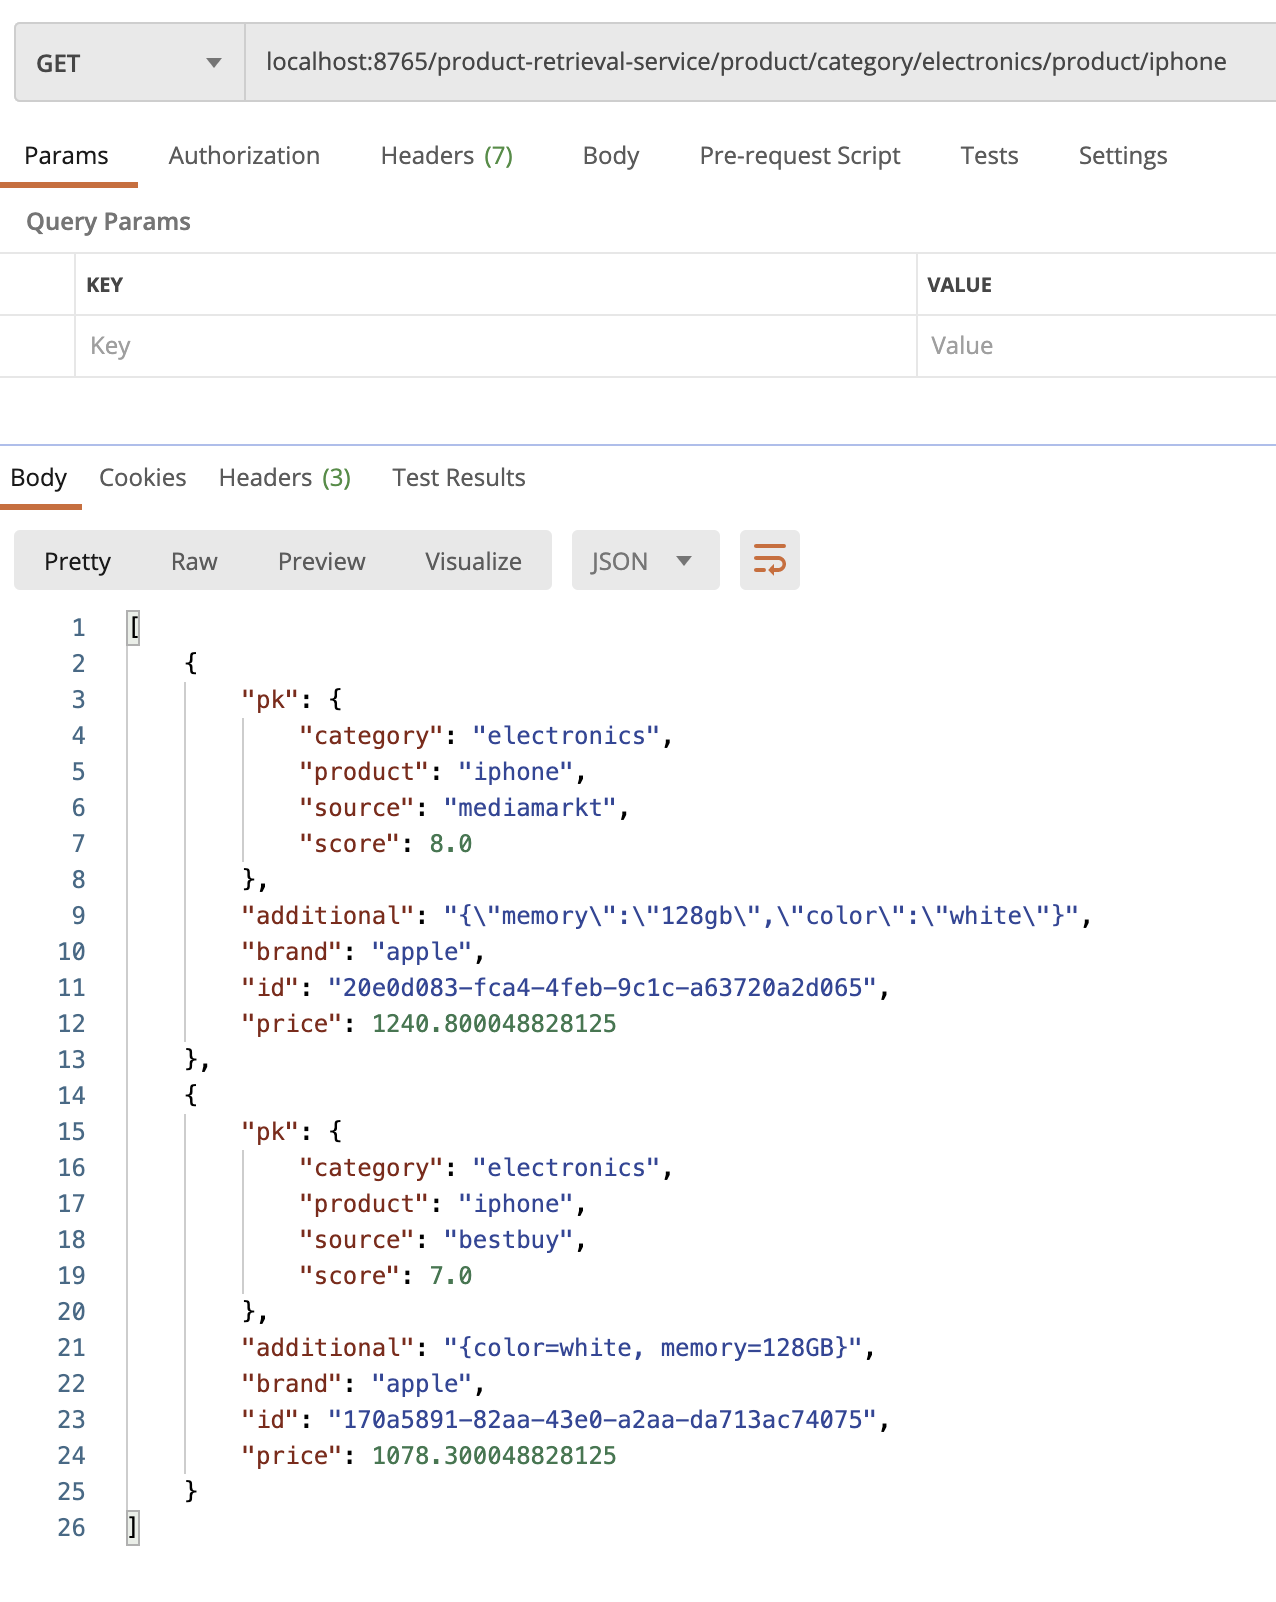 GET localhost:8765/product-retrieval-service/product/category/electronics/product/iphone
Params Authorization Headers (7) Body Pre-request Script Tests Settings
Query Params
KEY VALUE
Key Value
Body Cookies Headers (3) Test Results
Pretty Raw Preview Visualize JSON
1 [
2 {
3 "pk": {
4 "category": "electronics",
5 "product": "iphone",
6 "source": "mediamarkt",
7 "score": 8.0
8 },
9 "additional": "{\"memory\":\"128gb\",\"color\":\"white\"}",
10 "brand": "apple",
11 "id": "20e0d083-fca4-4feb-9c1c-a63720a2d065",
12 "price": 1240.800048828125
13 },
14 {
15 "pk": {
16 "category": "electronics",
17 "product": "iphone",
18 "source": "bestbuy",
19 "score": 7.0
20 },
21 "additional": "{color=white, memory=128GB}",
22 "brand": "apple",
23 "id": "170a5891-82aa-43e0-a2aa-da713ac74075",
24 "price": 1078.300048828125
25 }
26 ]